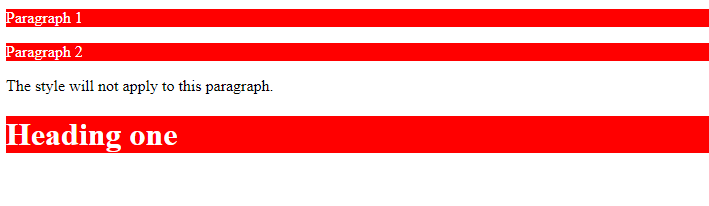 Paragraph 1
Paragraph 2
The style will not apply to this paragraph.
Heading one